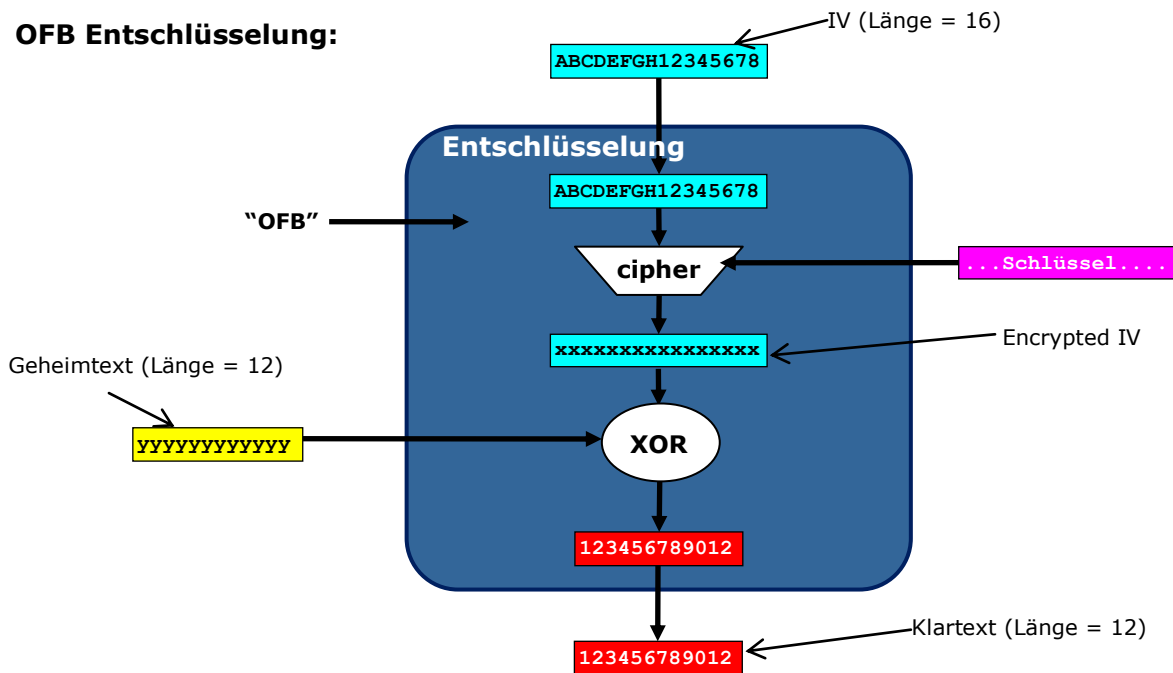 IV (Länge = 16)
OFB Entschlüsselung:
ABCDEFGH12345678
Entschlüsselung
ABCDEFGH12345678
“OFB”
cipher
...Schlüssel....
xxxxxxxxxxxxxxxx
Encrypted IV
Geheimtext (Länge = 12)
yyyyyyyyyyyy
XOR
123456789012
Klartext (Länge = 12)
123456789012